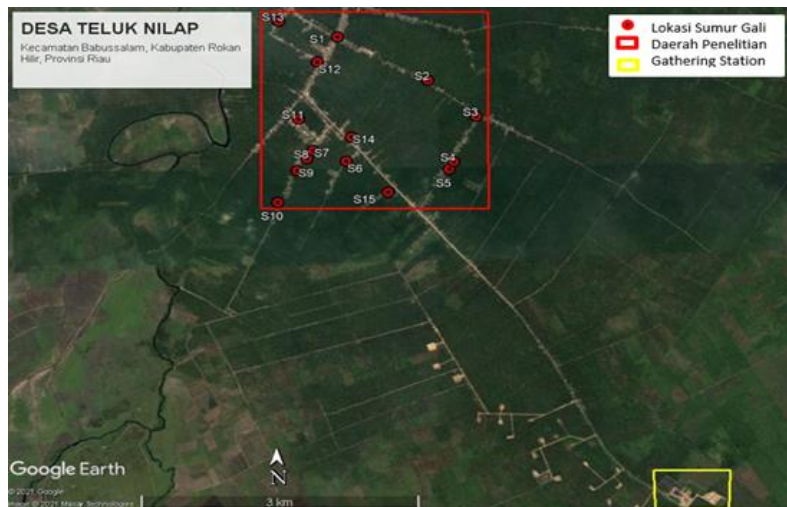 DESA TELUK NILAP
Kecamatan Babussalam, Kabupaten Rokan
Hilir, Provinsi Riau
Lokasi Sumur Gali
Daerah Penelitian
Gathering Station
S13
S1
S12
S2
S3
S11
S14
S8 S7
S6
S4
S9
S5
S15
S10
Google Earth
© 2021 Google
© 2021 Maxar Technologies
N
3 km